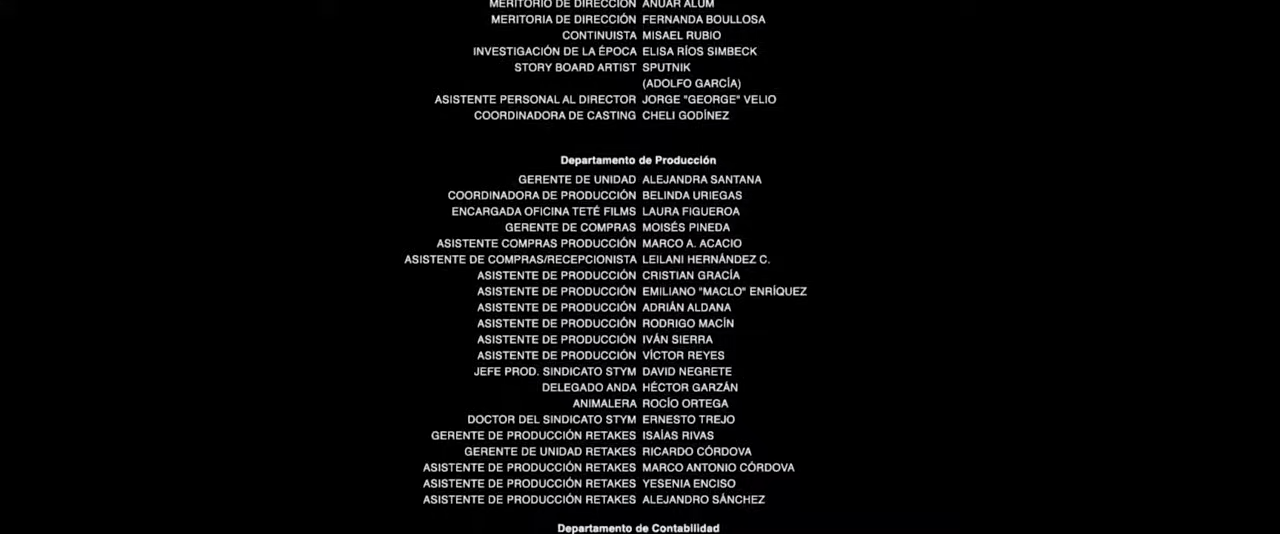 MERITORIO DE DIRECCIÓN ANUAR ALUM
MERITORIA DE DIRECCIÓN FERNANDA BOULLOSA
CONTINUISTA MISAEL RUBIO
INVESTIGACIÓN DE LA ÉPOCA ELISA RÍOS SIMBECK
STORY BOARD ARTIST SPUTNIK
(ADOLFO GARCÍA)
ASISTENTE PERSONAL AL DIRECTOR JORGE "GEORGE" VELIO
COORDINADORA DE CASTING CHELI GODÍNEZ
Departamento de Producción
GERENTE DE UNIDAD ALEJANDRA SANTANA
COORDINADORA DE PRODUCCIÓN BELINDA URIEGAS
ENCARGADA OFICINA TETÉ FILMS LAURA FIGUEROA
GERENTE DE COMPRAS MOISÉS PINEDA
ASISTENTE COMPRAS PRODUCCIÓN MARCO A. ACACIO
ASISTENTE DE COMPRAS/RECEPCIONISTA LEILANI HERNÁNDEZ C.
ASISTENTE DE PRODUCCIÓN CRISTIAN GRACÍA
ASISTENTE DE PRODUCCIÓN EMILIANO "MACLO" ENRÍQUEZ
ASISTENTE DE PRODUCCIÓN ADRIÁN ALDANA
ASISTENTE DE PRODUCCIÓN RODRIGO MACÍN
ASISTENTE DE PRODUCCIÓN IVÁN SIERRA
ASISTENTE DE PRODUCCIÓN VÍCTOR REYES
JEFE PROD. SINDICATO STYM DAVID NEGRETE
DELEGADO ANDA HÉCTOR GARZÁN
ANIMALERA ROCÍO ORTEGA
DOCTOR DEL SINDICATO STYM ERNESTO TREJO
GERENTE DE PRODUCCIÓN RETAKES ISAÍAS RIVAS
GERENTE DE UNIDAD RETAKES RICARDO CÓRDOVA
ASISTENTE DE PRODUCCIÓN RETAKES MARCO ANTONIO CÓRDOVA
ASISTENTE DE PRODUCCIÓN RETAKES YESENIA ENCISO
ASISTENTE DE PRODUCCIÓN RETAKES ALEJANDRO SÁNCHEZ
Departamento de Contabilidad